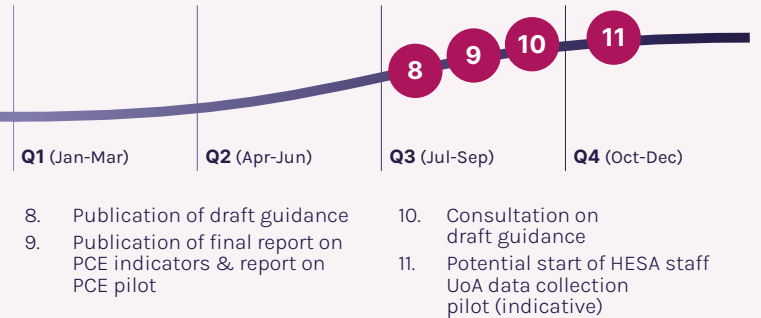 8
9
10
11
Q1 (Jan-Mar)
Q2 (Apr-Jun)
Q3 (Jul-Sep)
Q4 (Oct-Dec)
8. Publication of draft guidance
9. Publication of final report on
PCE indicators & report on
PCE pilot
10. Consultation on
draft guidance
11. Potential start of HESA staff
UoA data collection
pilot (indicative)